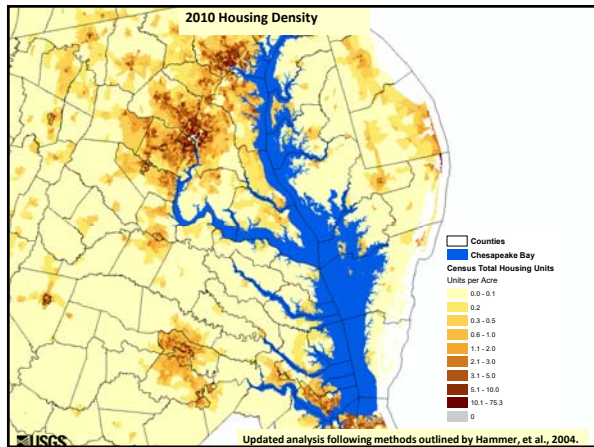 2010 Housing Density
Counties
Chesapeake Bay
Census Total Housing Units
Units per Acre
0.0 - 0.1
0.2
0.3 - 0.5
0.6 - 1.0
1.1 - 2.0
2.1 - 3.0
3.1 - 5.0
5.1 - 10.0
10.1 - 75.3
0
USGS
Updated analysis following methods outlined by Hammer, et al., 2004.